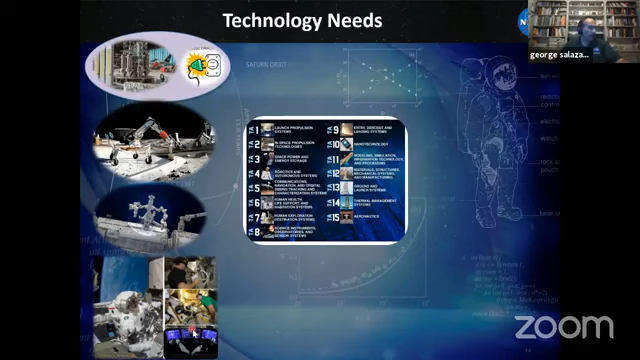 Technology Needs
george salaza...
SATURN ORBIT
TA 1 LAUNCH PROPULSION
SYSTEMS
TA 2 IN-SPACE PROPULSION
TECHNOLOGIES
TA 3 SPACE POWER AND
ENERGY STORAGE
TA 4 ROBOTICS AND
AUTONOMOUS SYSTEMS
TA 5 COMMUNICATIONS,
NAVIGATION, AND ORBITAL
DEBRIS TRACKING AND
CHARACTERIZATION SYSTEMS
TA 6 HUMAN HEALTH,
LIFE SUPPORT, AND
HABITATION SYSTEMS
TA 7 HUMAN EXPLORATION
DESTINATION SYSTEMS
TA 8 SCIENCE INSTRUMENTS,
OBSERVATORIES, AND
SENSOR SYSTEMS
TA 9 ENTRY, DESCENT, AND
LANDING SYSTEMS
TA 10 NANOTECHNOLOGY
TA 11 MODELING, SIMULATION,
INFORMATION TECHNOLOGY,
AND PROCESSING
TA 12 MATERIALS, STRUCTURES,
MECHANICAL SYSTEMS,
AND MANUFACTURING
TA 13 GROUND AND
LAUNCH SYSTEMS
TA 14 THERMAL MANAGEMENT
SYSTEMS
TA 15 AERONAUTICS
zoom